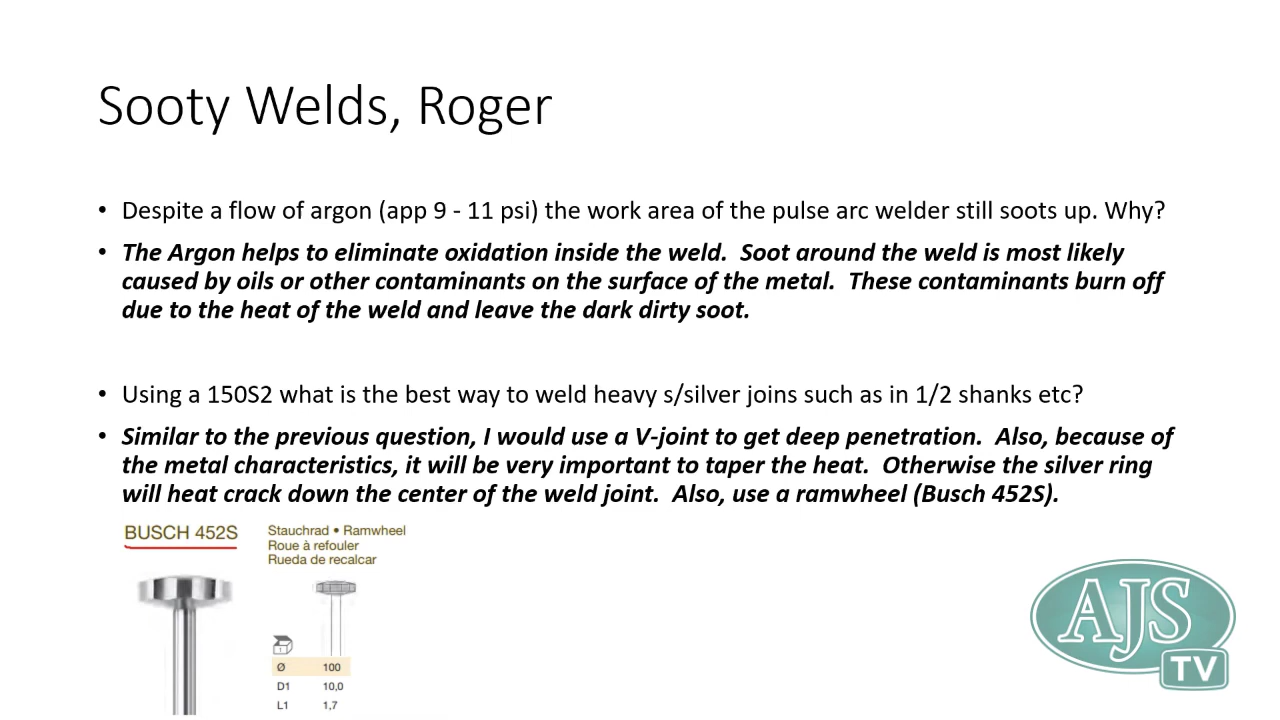 Sooty Welds, Roger
• Despite a flow of argon (app 9 - 11 psi) the work area of the pulse arc welder still soots up. Why?
• The Argon helps to eliminate oxidation inside the weld. Soot around the weld is most likely
caused by oils or other contaminants on the surface of the metal. These contaminants burn off
due to the heat of the weld and leave the dark dirty soot.
• Using a 150S2 what is the best way to weld heavy s/silver joins such as in 1/2 shanks etc?
• Similar to the previous question, I would use a V-joint to get deep penetration. Also, because of
the metal characteristics, it will be very important to taper the heat. Otherwise the silver ring
will heat crack down the center of the weld joint. Also, use a ramwheel (Busch 452S).
BUSCH 452S
Stauchrad • Ramwheel
Roue à refouler
Rueda de recalcar
Ø 100
D1 10,0
L1 1,7
AJS
TV